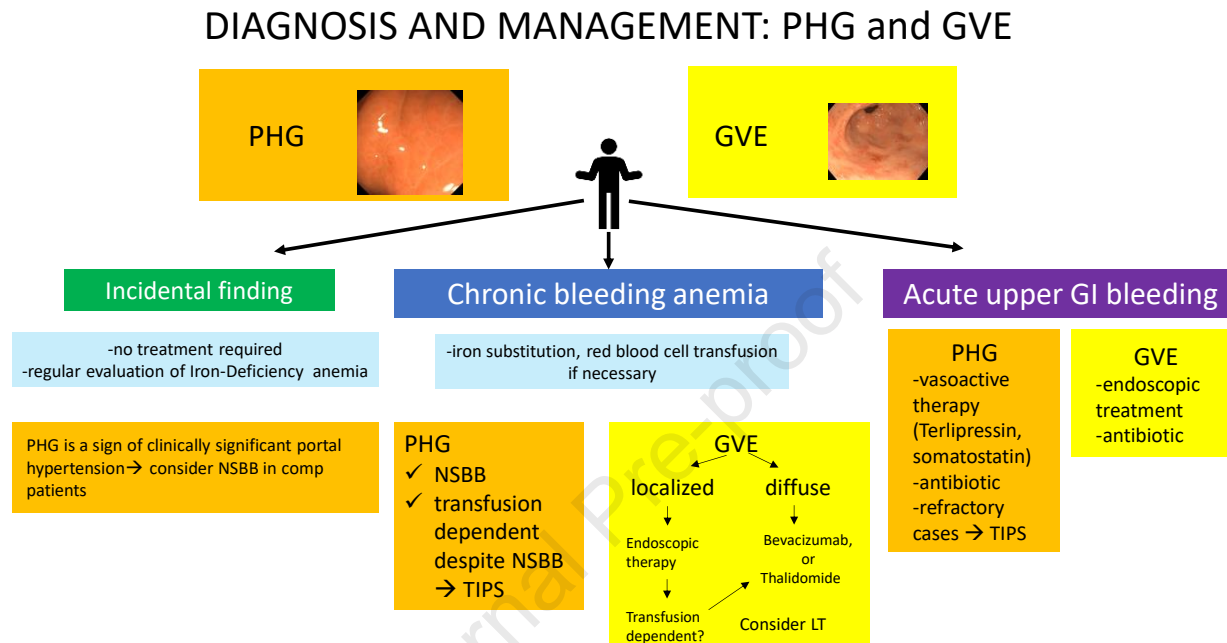 DIAGNOSIS AND MANAGEMENT: PHG and GVE
PHG
GVE
Incidental finding
-no treatment required
-regular evaluation of Iron-Deficiency anemia
PHG is a sign of clinically significant portal
hypertension→ consider NSBB in comp
patients
Chronic bleeding anemia
-iron substitution, red blood cell transfusion
if necessary
PHG
✓ NSBB
✓ transfusion
dependent
despite NSBB
→ TIPS
GVE
localized
diffuse
Endoscopic
therapy
Bevacizumab,
or
Thalidomide
Transfusion
dependent?
Consider LT
Acute upper GI bleeding
PHG
-vasoactive
therapy
(Terlipressin,
somatostatin)
-antibiotic
-refractory
cases → TIPS
GVE
-endoscopic
treatment
-antibiotic
rnal Pre-proof